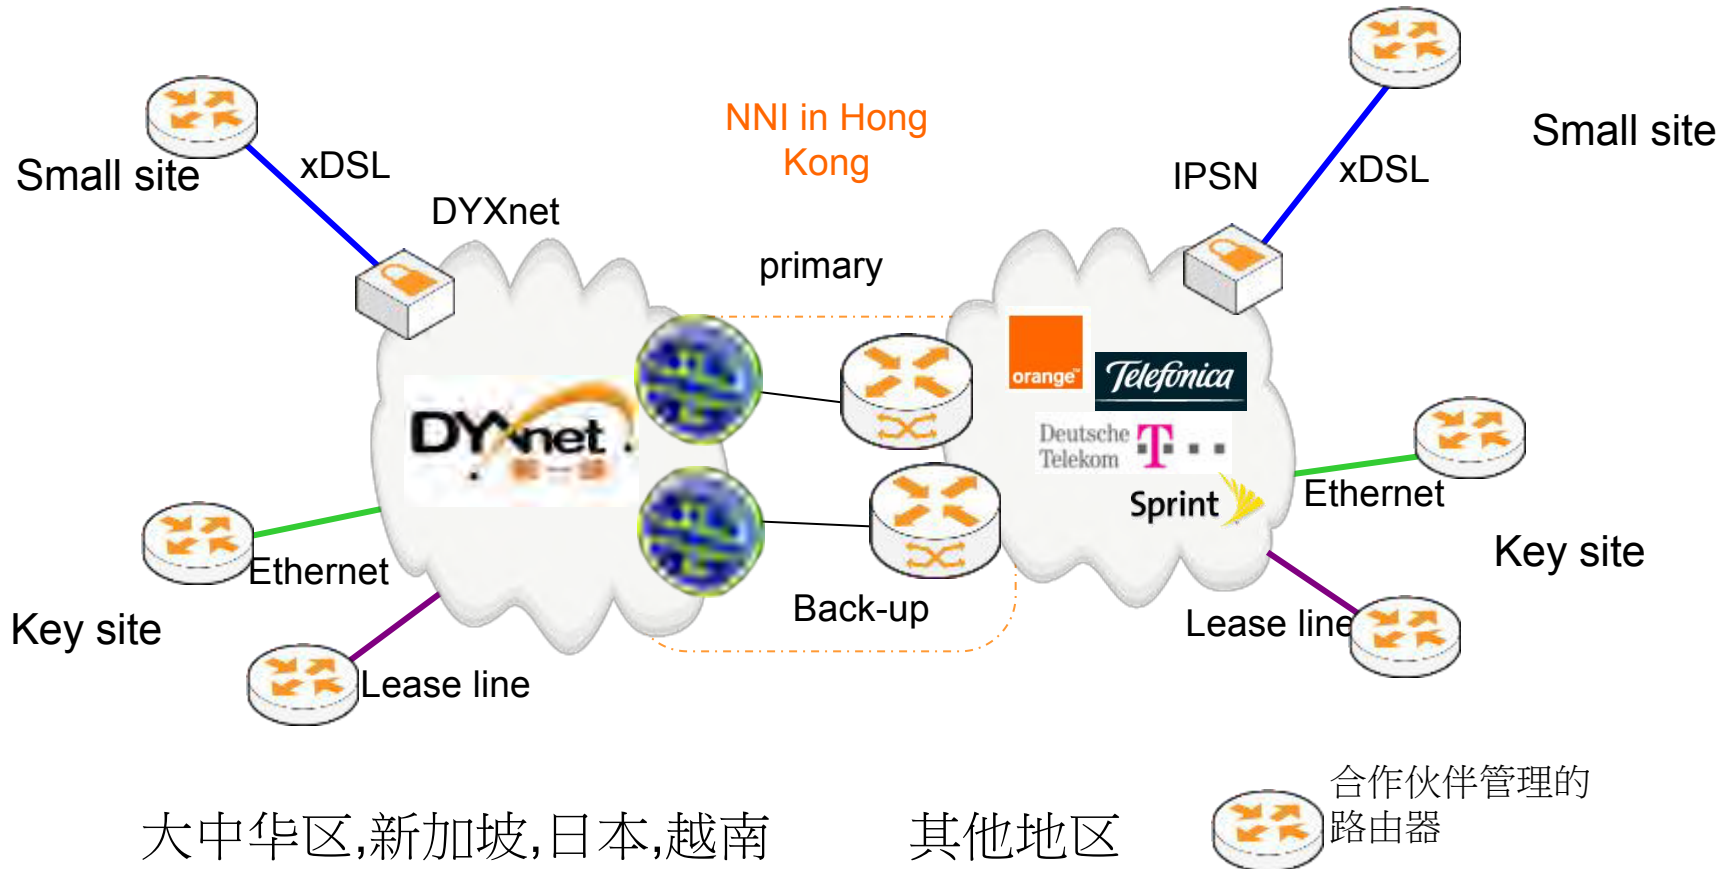 NNI in Hong
Kong
Small site
xDSL
DYXnet
primary
IPSN
xDSL
Small site
DYXnet
orange™
Telefónica
Deutsche
Telekom
T
Sprint
Ethernet
Key site
Ethernet
Key site
Lease line
Back-up
Lease line
大中华区,新加坡,日本,越南
其他地区
合作伙伴管理的
路由器